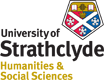 University of
Strathclyde
Humanities &
Social Sciences